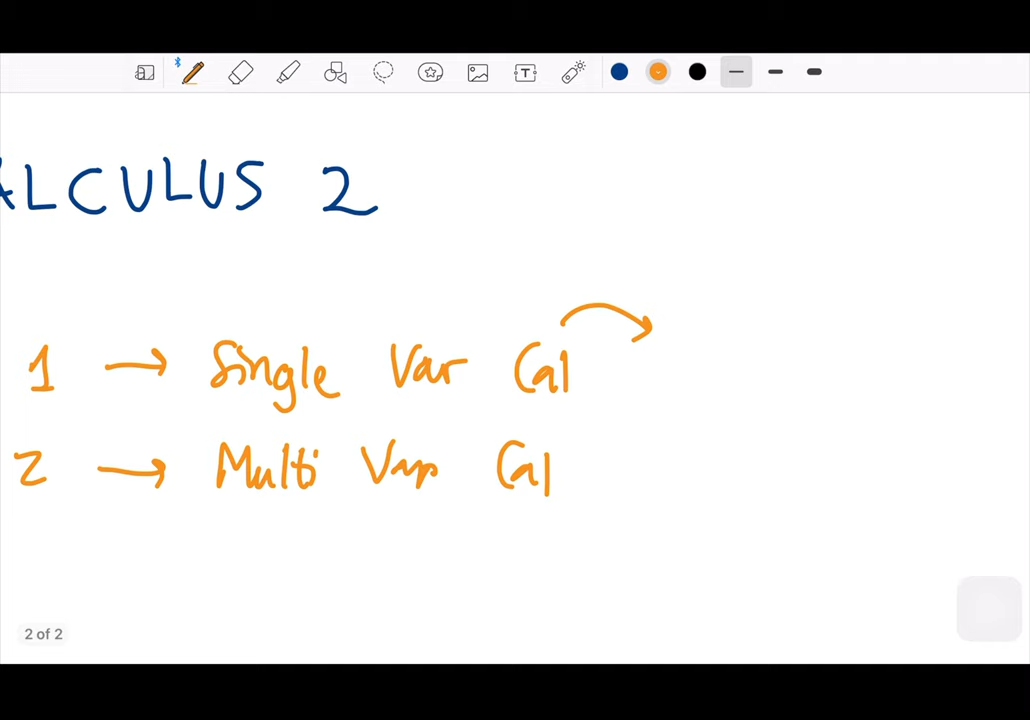 ALCULUS 2
1 → Single Var Cal
2 → Multi Var Cal
2 of 2